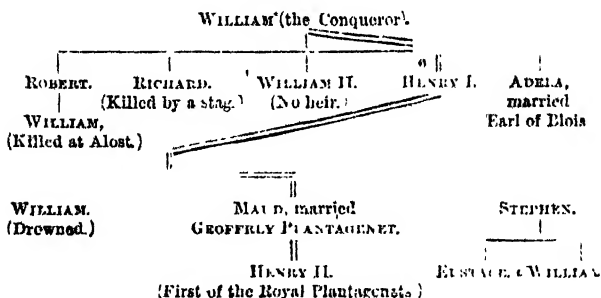 WILLIAM (the Conqueror).
ROBERT. RICHARD. WILLIAM II. HENRY I. ADELA,
(Killed by a stag.) (No heir.) married
WILLIAM, Earl of Blois
(Killed at Alost.)
WILLIAM. MAUD, married STEPHEN.
(Drowned.) GEOFFREY PLANTAGENET.
HENRY II. EUSTACE. WILLIAM.
(First of the Royal Plantagenets.)